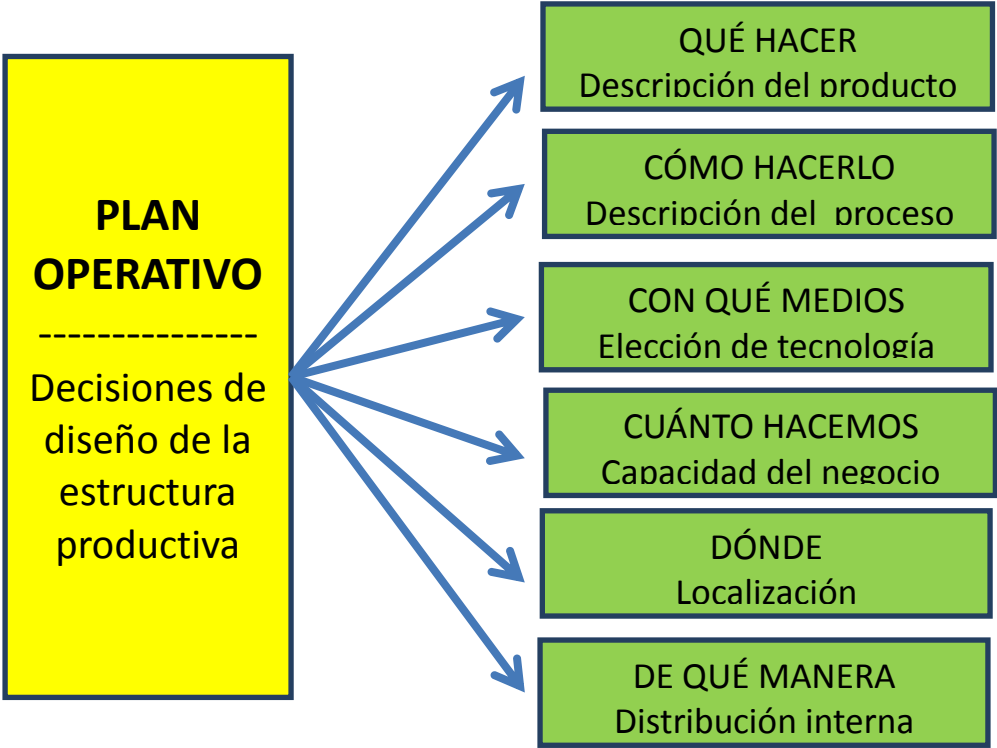 PLAN
OPERATIVO
---------------
Decisiones de
diseño de la
estructura
productiva
QUÉ HACER
Descripción del producto
CÓMO HACERLO
Descripción del  proceso
CON QUÉ MEDIOS
Elección de tecnología
CUÁNTO HACEMOS
Capacidad del negocio
DÓNDE
Localización
DE QUÉ MANERA
Distribución interna